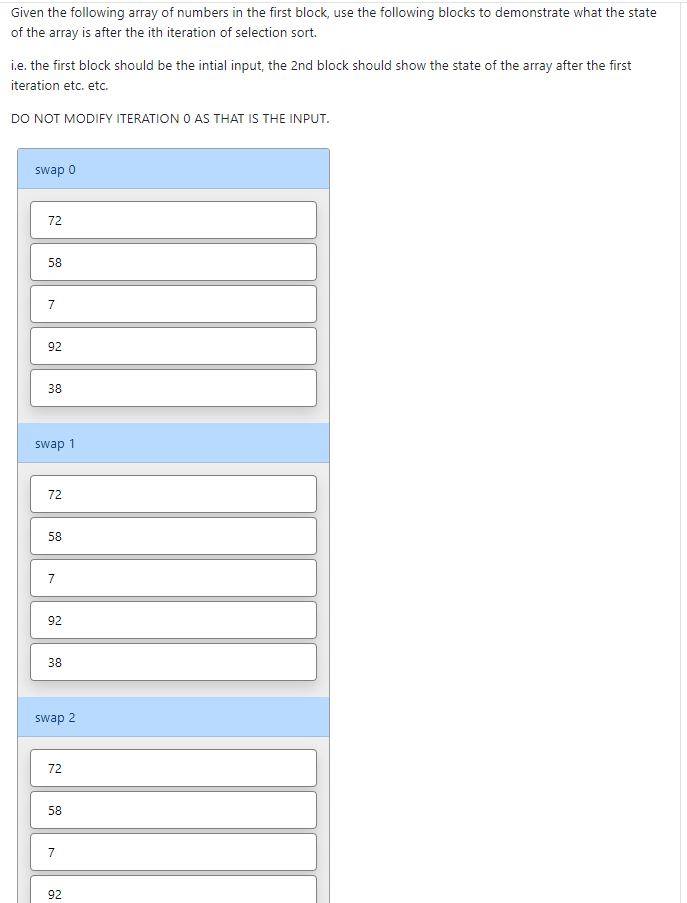 Given the following array of numbers in the first block, use the following blocks to demonstrate what the state
of the array is after the ith iteration of selection sort.
i.e. the first block should be the intial input, the 2nd block should show the state of the array after the first
iteration etc. etc.
DO NOT MODIFY ITERATION 0 AS THAT IS THE INPUT.
swap 0
72
58
7
92
38
swap 1
72
58
7
92
38
swap 2
72
58
7
92